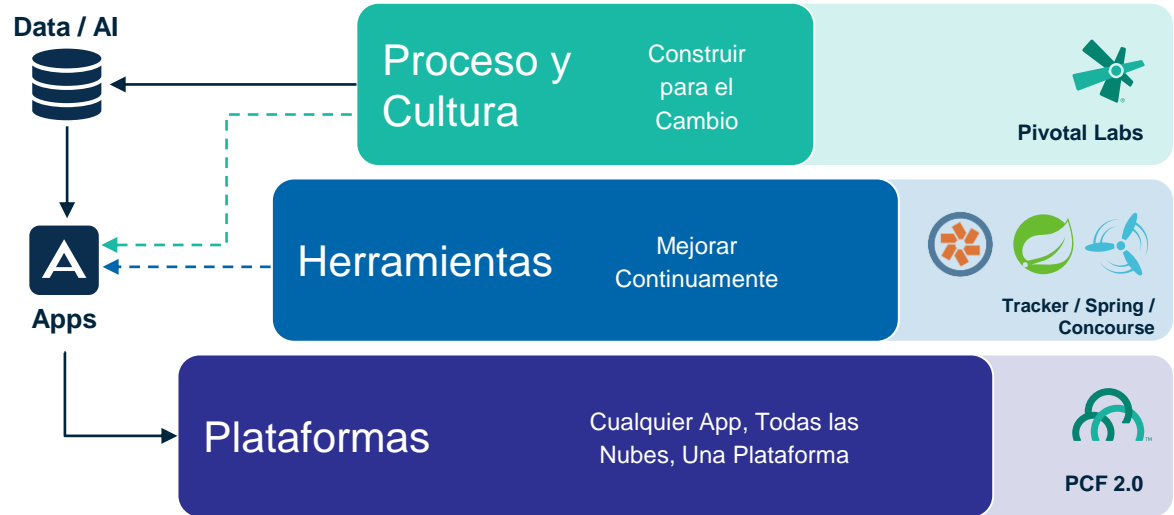 Data / AI
Proceso y
Cultura
Construir
para el
Cambio
Pivotal Labs
Herramientas
Mejorar
Continuamente
Tracker / Spring /
Concourse
Apps
Plataformas
Cualquier App, Todas las
Nubes, Una Plataforma
PCF 2.0